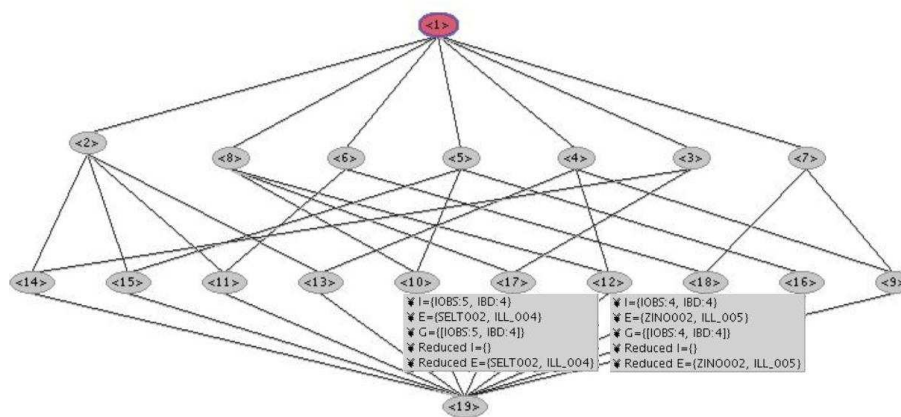 <1>
<2>
<8> <6> <5> <4> <3> <7>
<14> <15> <11> <13> <10> <17> <12> <18> <16> <9>
I={IOBS:5, IBD:4}
E={SELT002, ILL_004}
G={[IOBS:5, IBD:4]}
Reduced I={}
Reduced E={SELT002, ILL_004}
I={IOBS:4, IBD:4}
E={ZINO002, ILL_005}
G={[IOBS:4, IBD:4]}
Reduced I={}
Reduced E={ZINO002, ILL_005}
<19>